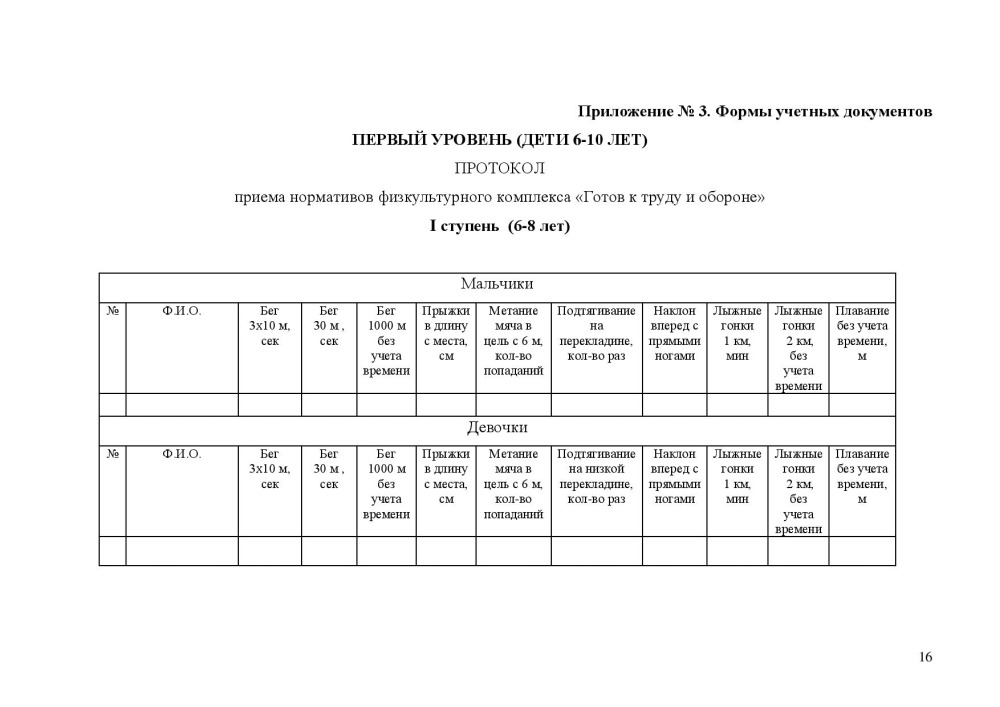 Приложение № 3. Формы учетных документов
ПЕРВЫЙ УРОВЕНЬ (ДЕТИ 6-10 ЛЕТ)
ПРОТОКОЛ
приема нормативов физкультурного комплекса «Готов к труду и обороне»
I ступень (6-8 лет)
Мальчики
№ Ф.И.О. Бег 3х10 м, сек Бег 30 м , сек Бег 1000 м без учета времени Прыжки в длину с места, см Метание мяча в цель с 6 м, кол-во попаданий Подтягивание на перекладине, кол-во раз Наклон вперед с прямыми ногами Лыжные гонки 1 км, мин Лыжные гонки 2 км, без учета времени Плавание без учета времени, м
Девочки
№ Ф.И.О. Бег 3х10 м, сек Бег 30 м , сек Бег 1000 м без учета времени Прыжки в длину с места, см Метание мяча в цель с 6 м, кол-во попаданий Подтягивание на низкой перекладине, кол-во раз Наклон вперед с прямыми ногами Лыжные гонки 1 км, мин Лыжные гонки 2 км, без учета времени Плавание без учета времени, м
16